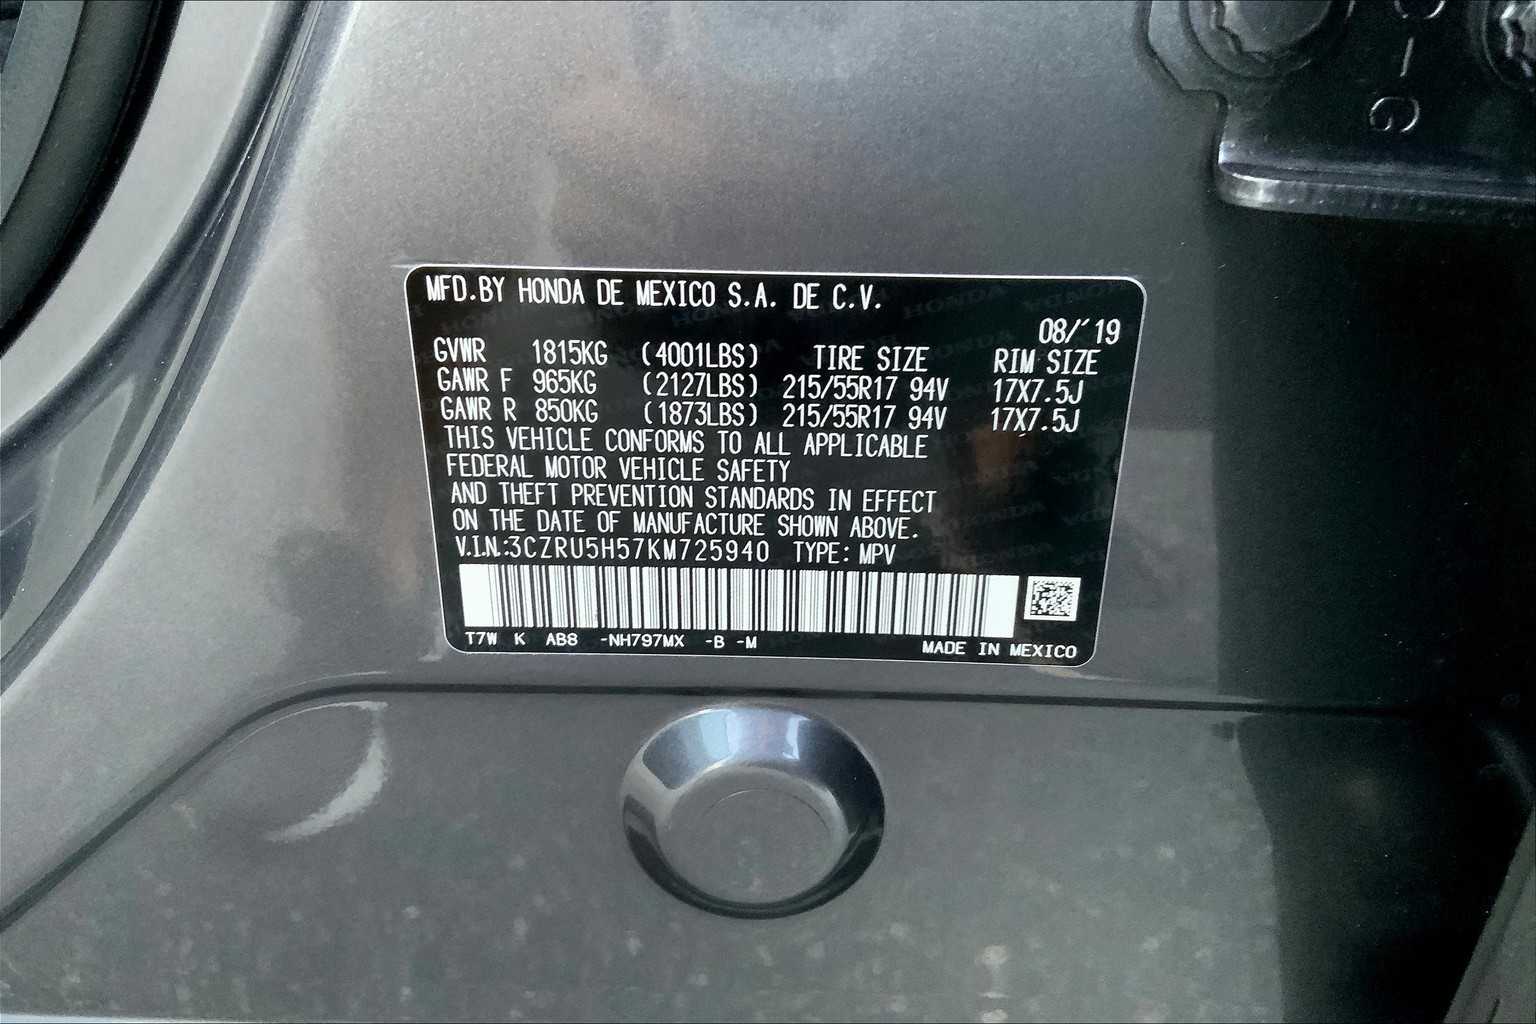 MFD.BY HONDA DE MEXICO S.A. DE C.V.
08/'19
GVWR 1815KG (4001LBS) TIRE SIZE RIM SIZE
GAWR F 965KG (2127LBS) 215/55R17 94V 17X7.5J
GAWR R 850KG (1873LBS) 215/55R17 94V 17X7.5J
THIS VEHICLE CONFORMS TO ALL APPLICABLE
FEDERAL MOTOR VEHICLE SAFETY
AND THEFT PREVENTION STANDARDS IN EFFECT
ON THE DATE OF MANUFACTURE SHOWN ABOVE.
V.I.N.:3CZRU5H57KM725940 TYPE: MPV
T7W K AB8 -NH797MX -B -M
MADE IN MEXICO